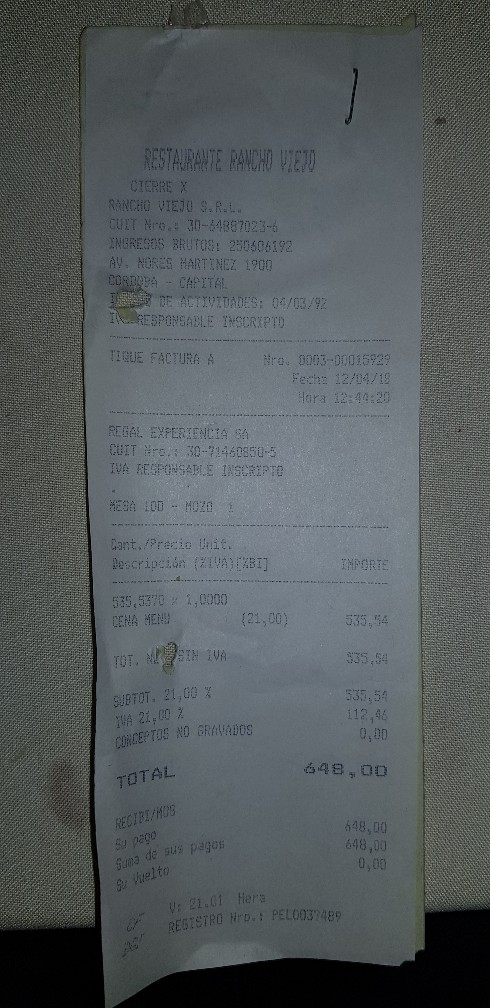 RESTAURANTE RANCHO VIEJO
CIERRE X
RANCHO VIEJO S.R.L.
CUIT Nro.: 30-64887023-6
INGRESOS BRUTOS: 250606192
AV. NORES MARTINEZ 1900
CORDOBA - CAPITAL
DE ACTIVIDADES: 04/03/92
IVA RESPONSABLE INSCRIPTO
TIQUE FACTURA A Nro. 0003-00015929
Fecha 12/04/18
Hora 12:44:20
REGAL EXPERIENCIA SA
CUIT Nro.: 30-71460850-5
IVA RESPONSABLE INSCRIPTO
.
MESA 100 - MOZO 1
Cant./Precio Unit.
Descripción (%IVA)[%BI] IMPORTE
535,5370 x 1,0000
CENA MENU (21,00) 535,54
TOT. SIN IVA 535,54
SUBTOT. 21,00 % 535,54
IVA 21,00 % 112,46
CONCEPTOS NO GRAVADOS 0,00
TOTAL 648,00
RECIBI/MOS
Su pago 648,00
Suma de sus pagos 648,00
Su Vuelto 0,00
CF
DGI
V: 21.01 Hera
REGISTRO Nro.: PEL0037489